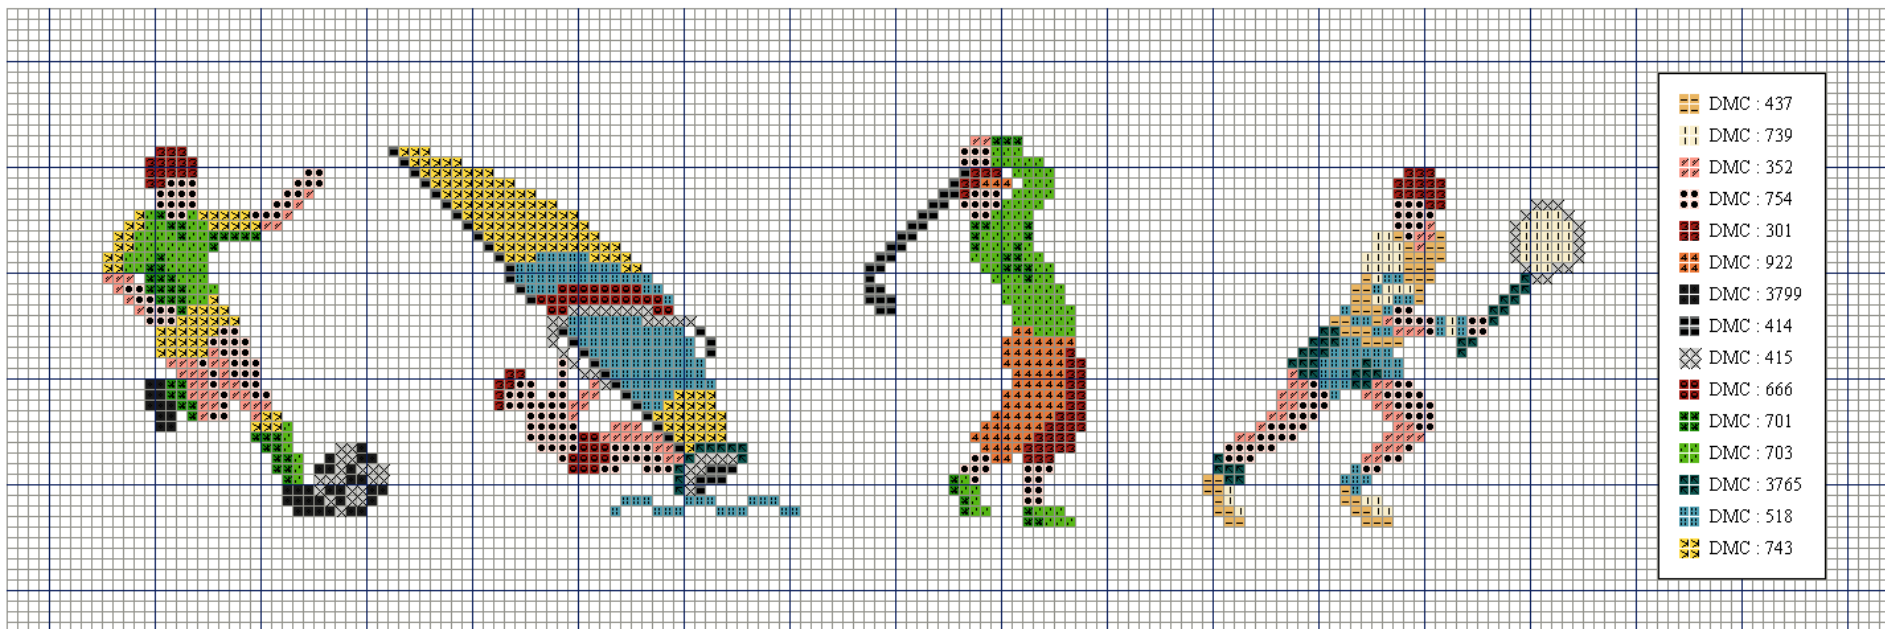 DMC : 437
DMC : 739
DMC : 352
DMC : 754
DMC : 301
DMC : 922
DMC : 3799
DMC : 414
DMC : 415
DMC : 666
DMC : 701
DMC : 703
DMC : 3765
DMC : 518
DMC : 743